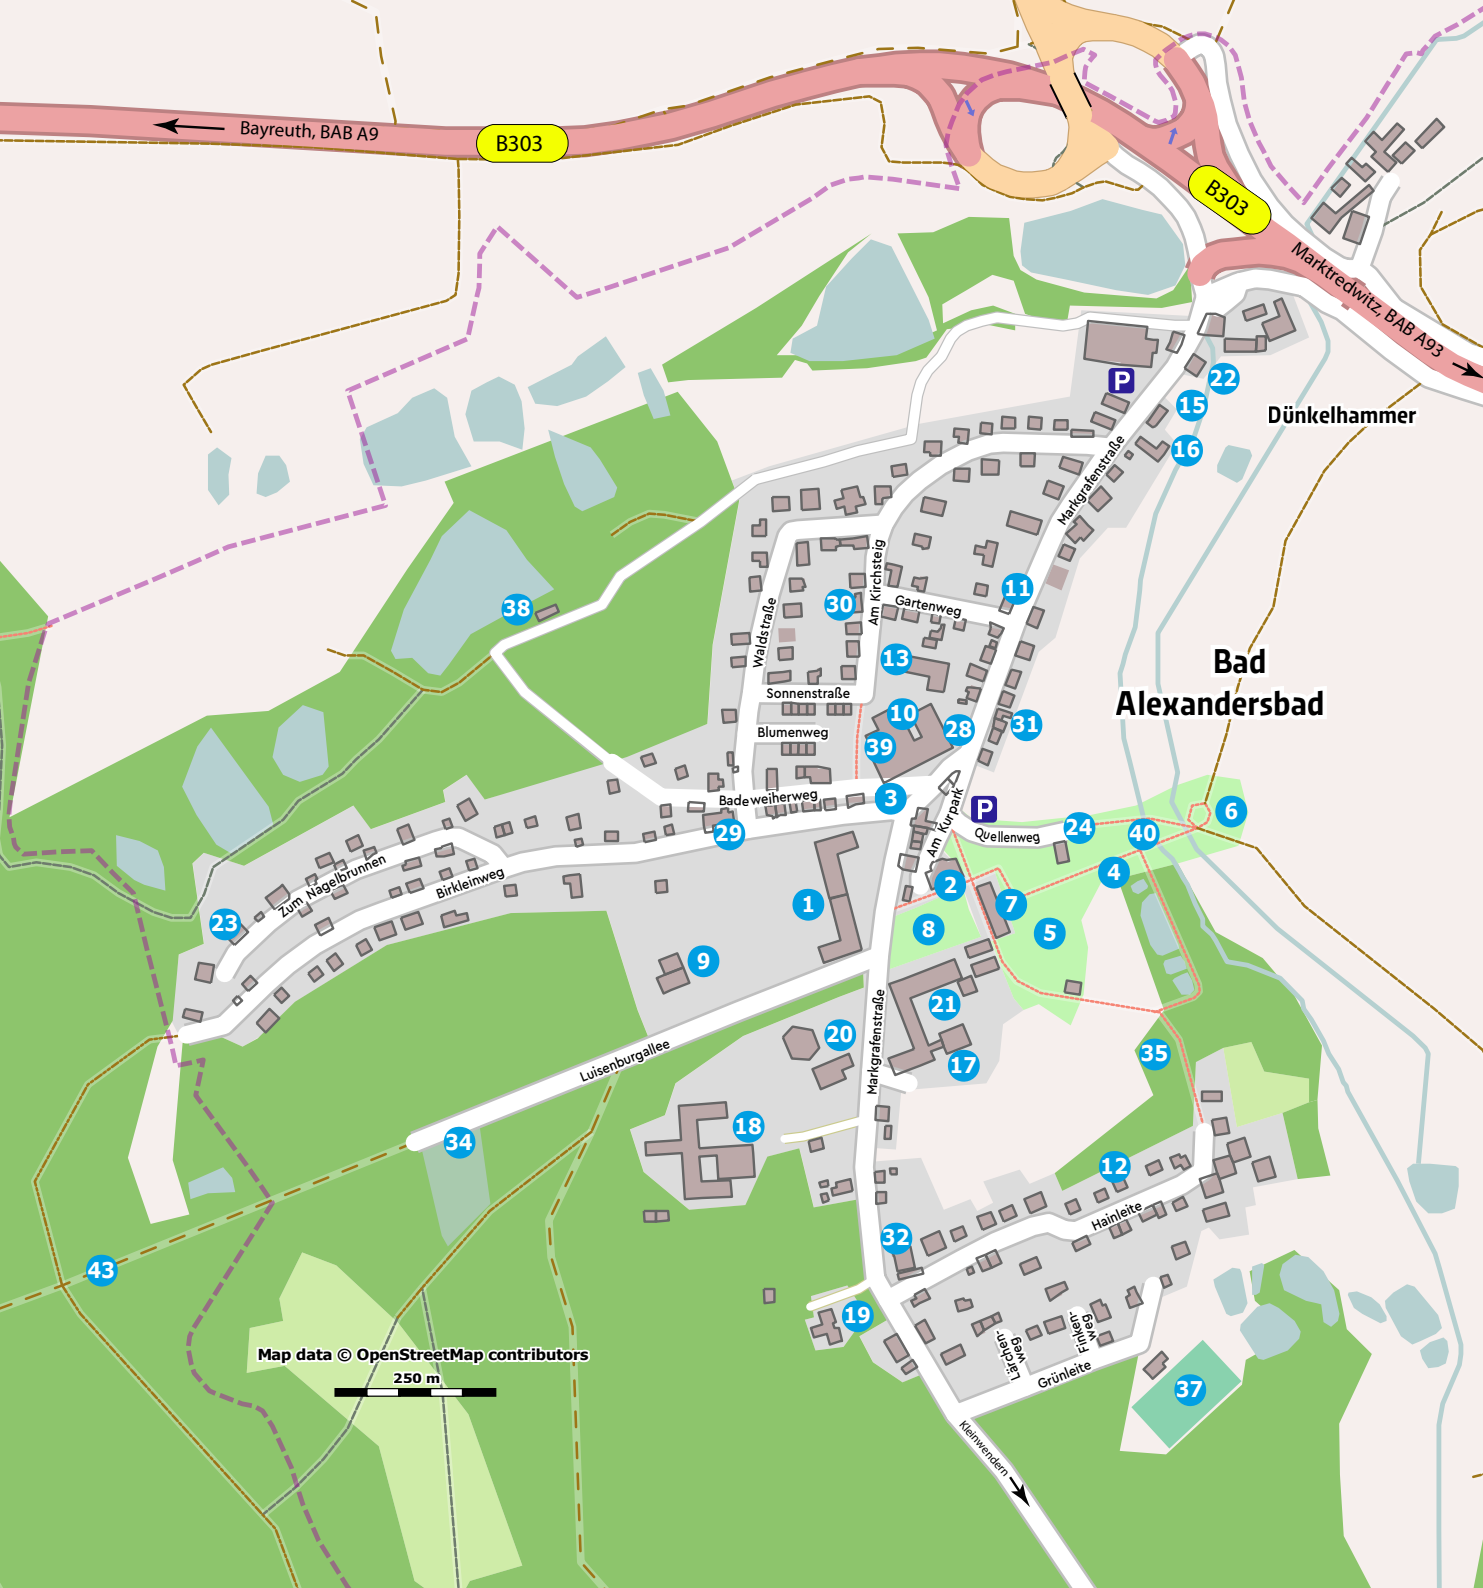 Bayreuth, BAB A9
B303
B303
Marktredwitz, BAB A93
P
22
15
Dünkelhammer
16
Markgrafenstraße
38
30
Am Kirchsteig
Gartenweg
11
Waldstraße
13
Bad
Alexandersbad
Sonnenstraße
10
28
31
Blumenweg
39
Badeweiherweg
3
P
Am Kurpark
Quellenweg
24
40
6
29
4
Zum Nagelbrunnen
Birkleinweg
2
1
7
23
8
5
9
21
20
Markgrafenstraße
35
17
Luisenburgallee
18
34
12
Hainleite
32
43
19
Lärchen-
weg
Finken-
weg
Map data © OpenStreetMap contributors
250 m
Grünleite
37
Kleinwendern